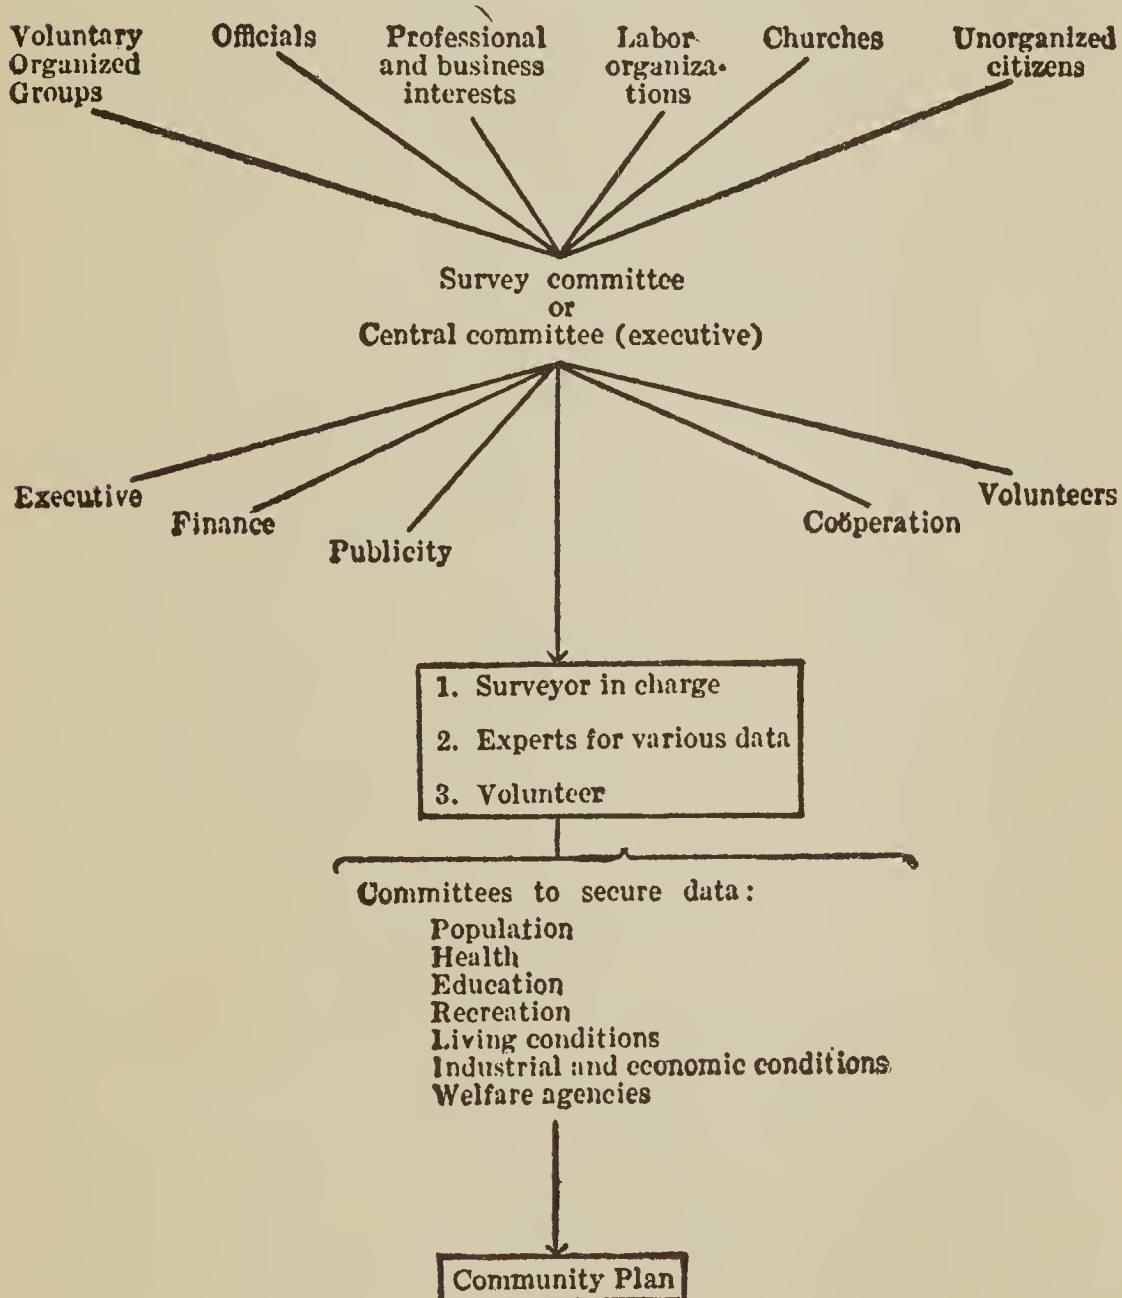 Voluntary
Organized
Groups
Officials
Professional
and business
interests
Labor
organiza-
tions
Churches
Unorganized
citizens
Survey committee
or
Central committee (executive)
Executive
Finance
Publicity
Coöperation
Volunteers
1. Surveyor in charge
2. Experts for various data
3. Volunteer
Committees to secure data:
Population
Health
Education
Recreation
Living conditions
Industrial and economic conditions
Welfare agencies
Community Plan